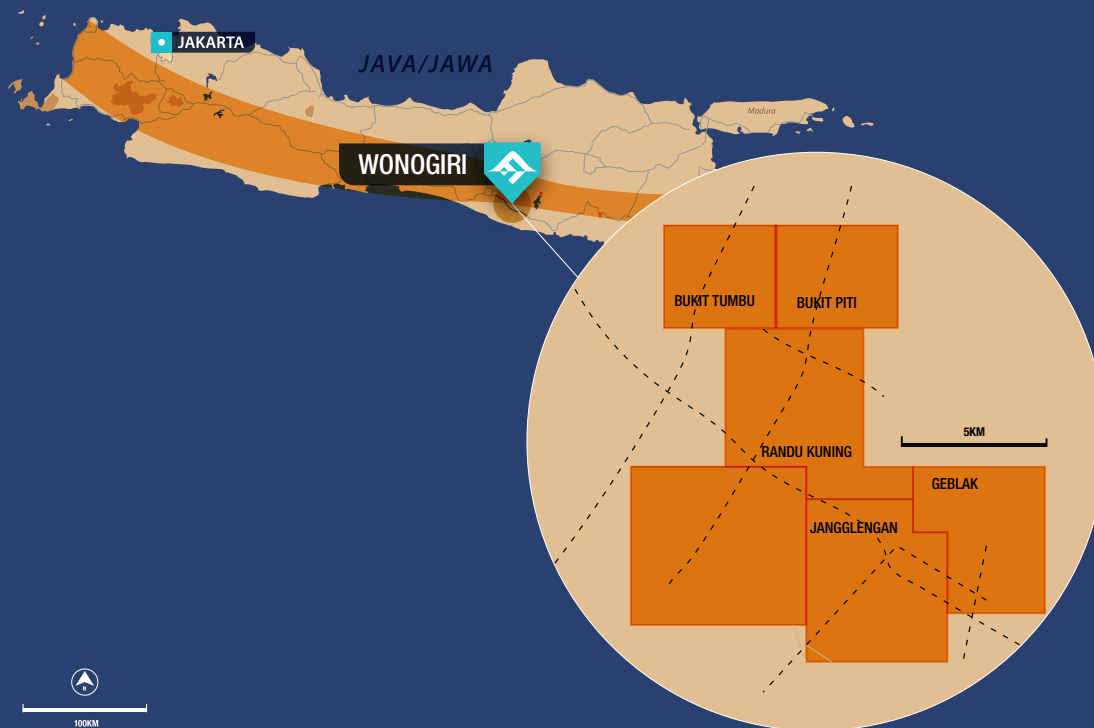 JAKARTA
JAVA/JAWA
Madura
WONOGIRI
BUKIT TUMBU
BUKIT PITI
5KM
RANDU KUNING
GEBLAK
JANGGLENGAN
N
100KM